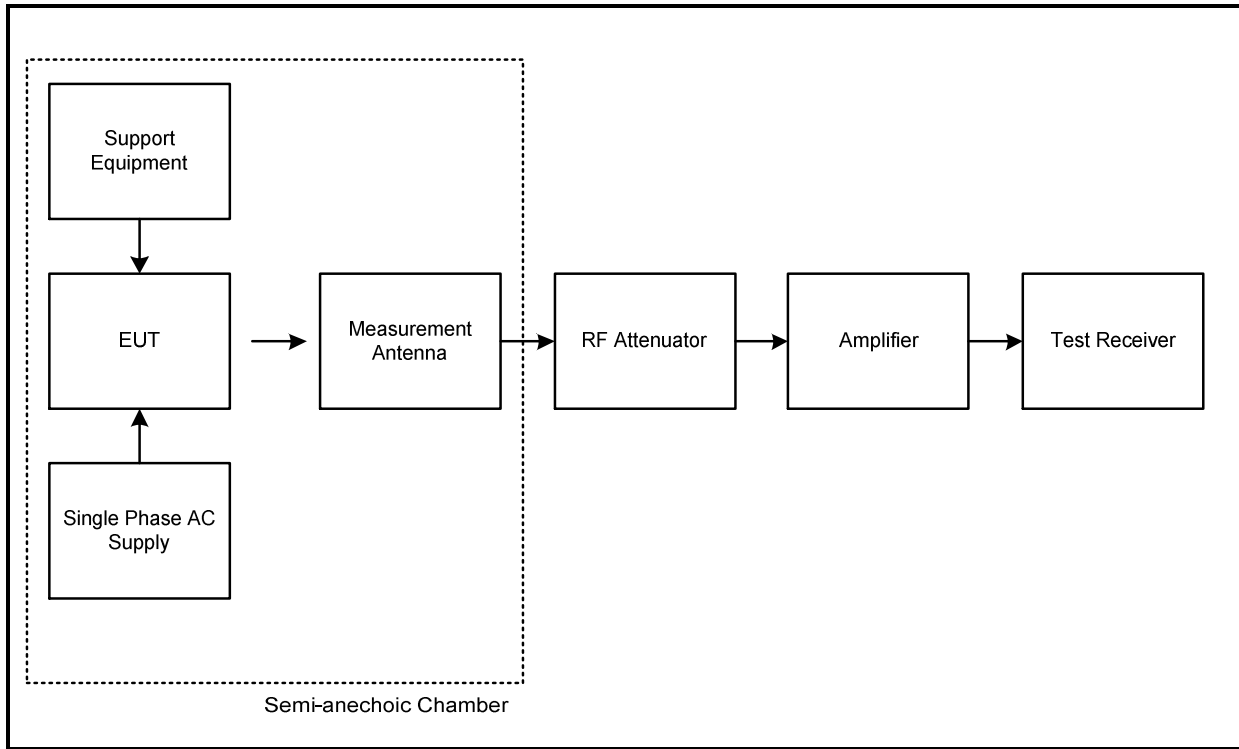 Support
Equipment
EUT
Measurement
Antenna
RF Attenuator
Amplifier
Test Receiver
Single Phase AC
Supply
Semi-anechoic Chamber